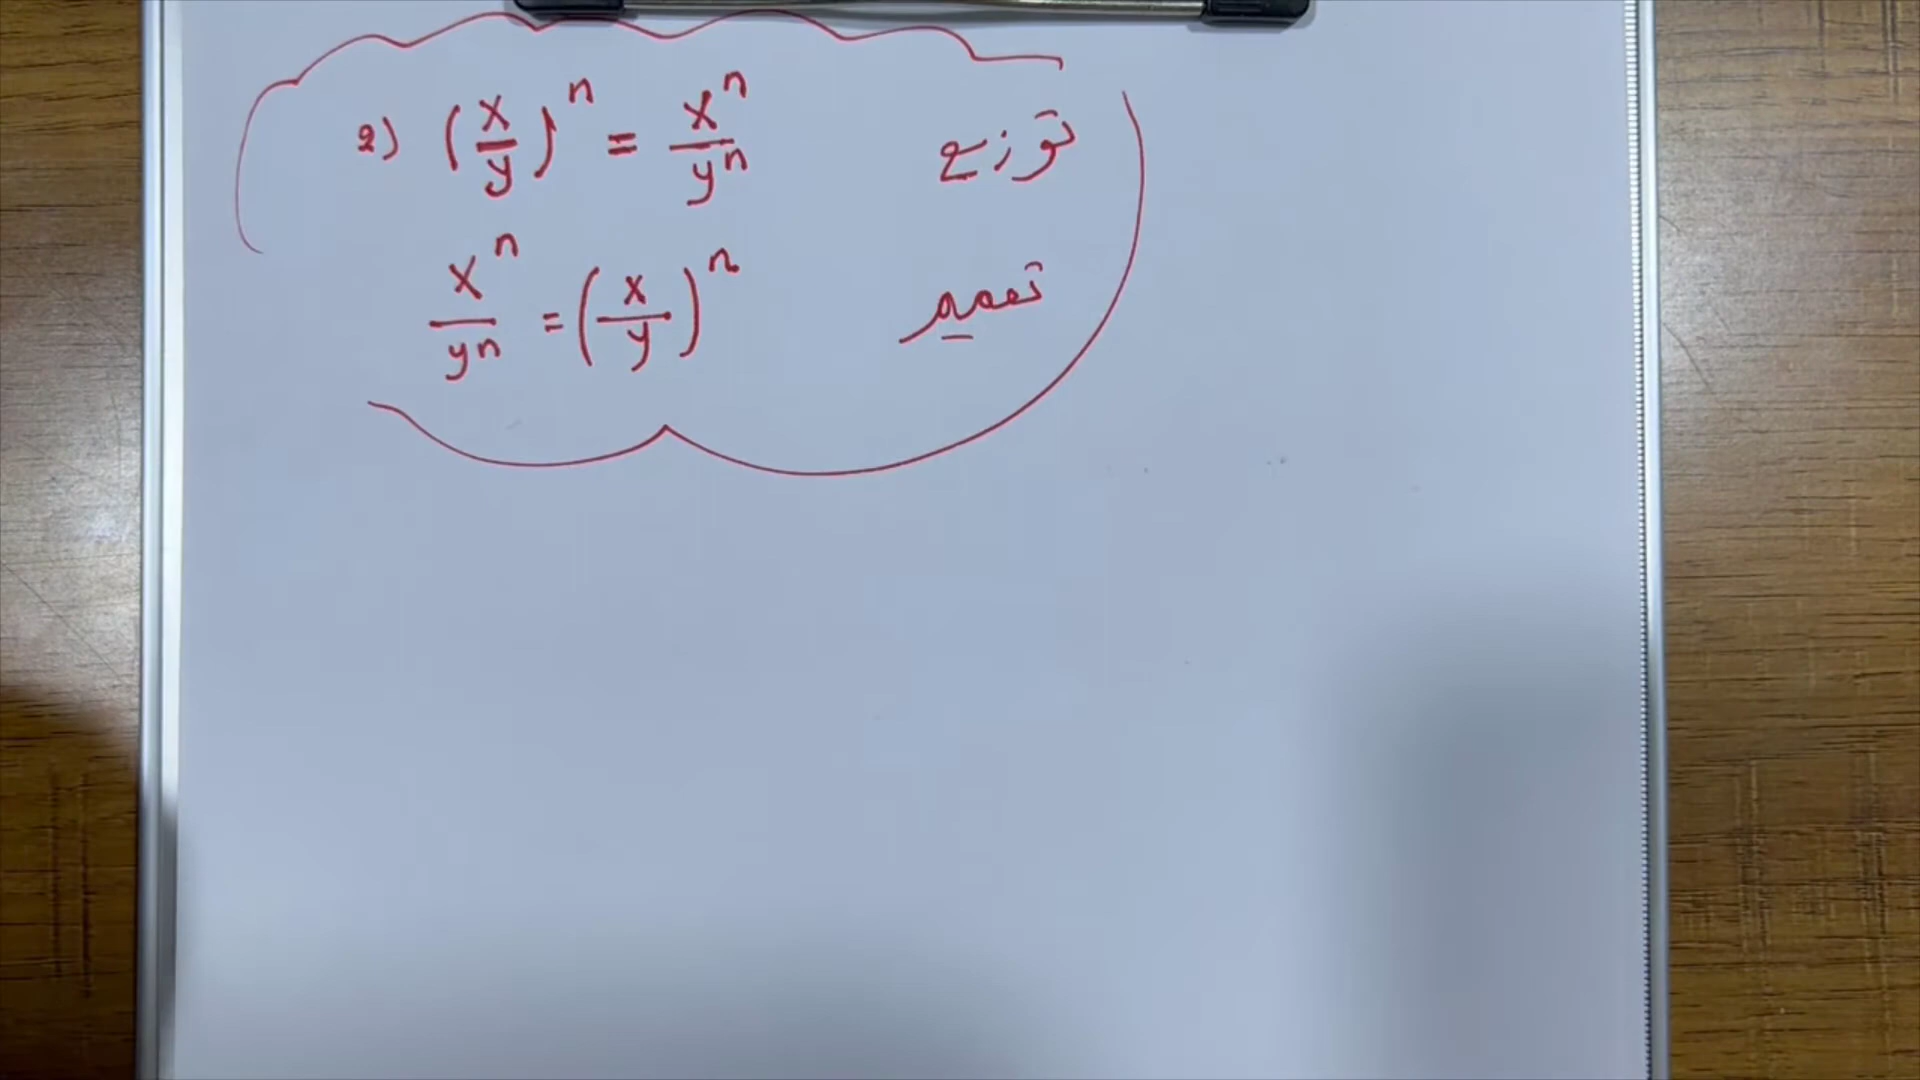 2) (x/y)^n = x^n/y^n توزيع
x^n/y^n = (x/y)^n تعميم